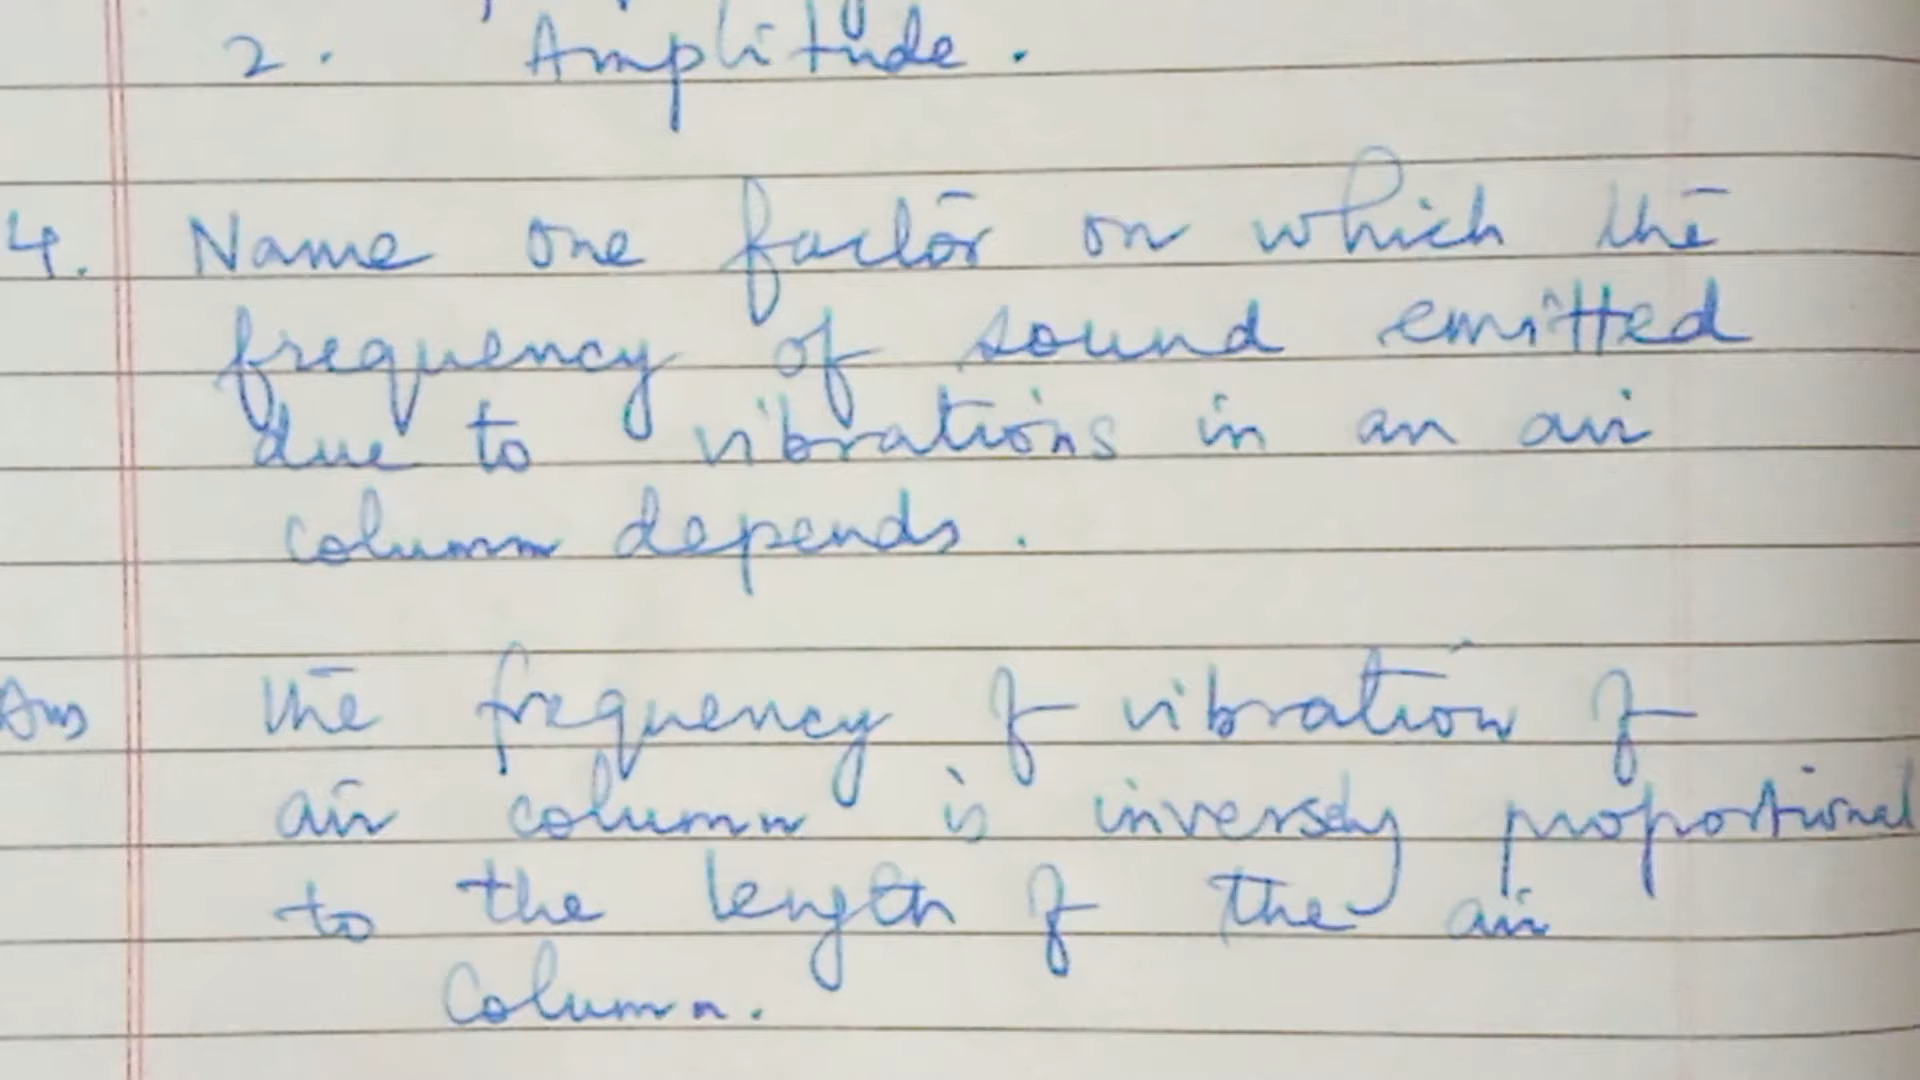 2. Amplitude.
4. Name one factor on which the
frequency of sound emitted
due to vibrations in an air
column depends.
Ans the frequency of vibration of
air column is inversely proportional
to the length of the air
Column.